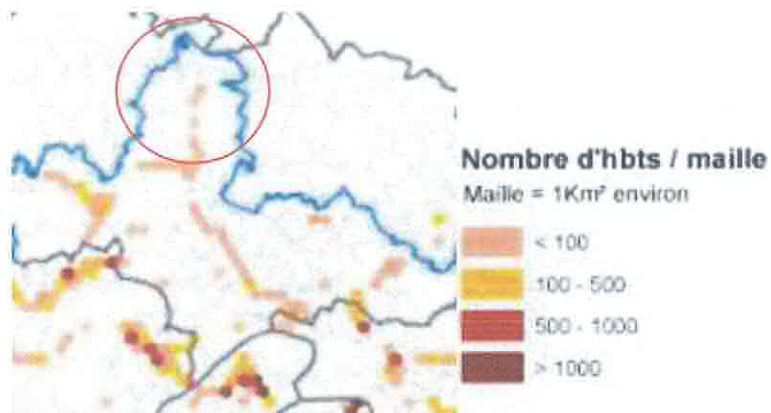 Nombre d'hbts / maille
Maille = 1Km² environ
< 100
100 - 500
500 - 1000
> 1000